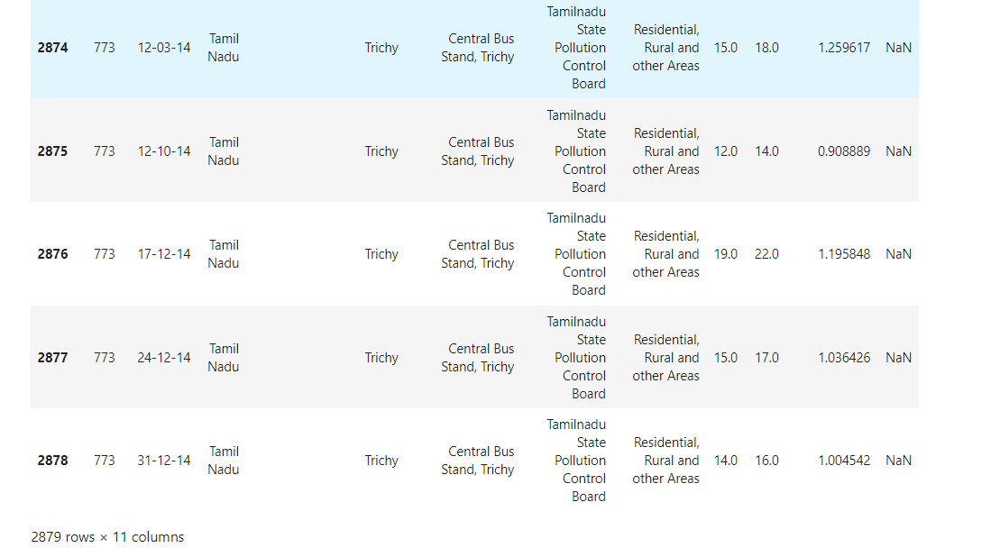 2874 773 12-03-14 Tamil Nadu Trichy Central Bus Stand, Trichy Tamilnadu State Pollution Control Board Residential, Rural and other Areas 15.0 18.0 1.259617 NaN
2875 773 12-10-14 Tamil Nadu Trichy Central Bus Stand, Trichy Tamilnadu State Pollution Control Board Residential, Rural and other Areas 12.0 14.0 0.908889 NaN
2876 773 17-12-14 Tamil Nadu Trichy Central Bus Stand, Trichy Tamilnadu State Pollution Control Board Residential, Rural and other Areas 19.0 22.0 1.195848 NaN
2877 773 24-12-14 Tamil Nadu Trichy Central Bus Stand, Trichy Tamilnadu State Pollution Control Board Residential, Rural and other Areas 15.0 17.0 1.036426 NaN
2878 773 31-12-14 Tamil Nadu Trichy Central Bus Stand, Trichy Tamilnadu State Pollution Control Board Residential, Rural and other Areas 14.0 16.0 1.004542 NaN
2879 rows × 11 columns